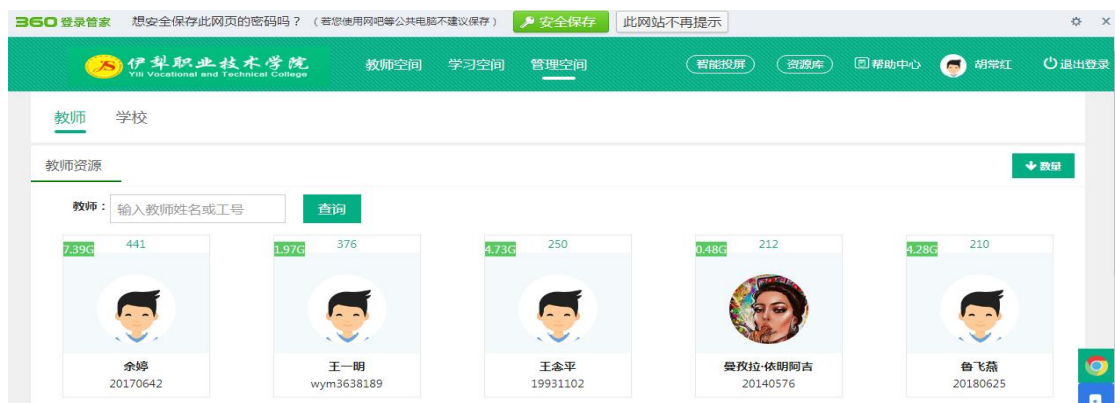 360 登录管家 想安全保存此网页的密码吗？（若您使用网吧等公共电脑不建议保存） 安全保存 此网站不再提示
伊犁职业技术学院 教师空间 学习空间 管理空间 智能投屏 资源库 帮助中心 胡常红 退出登录
Yili Vocational and Technical College
教师 学校
教师资源 数量
教师： 输入教师姓名或工号 查询
7.39G 441 1.97G 376 4.73G 250 0.48G 212 4.28G 210
余婷 王一明 王念平 曼孜拉·依明阿吉 鲁飞燕
20170642 wym3638189 19931102 20140576 20180625